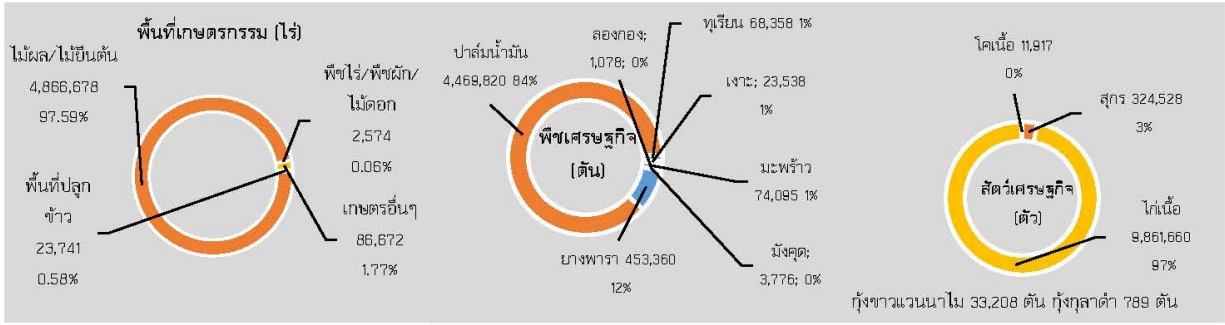 พื้นที่เกษตรกรรม (ไร่)
ไม้ผล/ไม้ยืนต้น
4,866,678
97.59%
พืชไร่/พืชผัก/
ไม้ดอก
2,574
0.06%
พื้นที่ปลูก
ข้าว
23,741
0.58%
เกษตรอื่นๆ
86,672
1.77%
ปาล์มน้ำมัน
4,469,820 84%
ลองกอง;
1,078; 0%
ทุเรียน 68,358 1%
เงาะ; 23,538
1%
พืชเศรษฐกิจ
(ตัน)
มะพร้าว
74,095 1%
ยางพารา 453,360
12%
มังคุด;
3,776; 0%
โคเนื้อ 11,917
0%
สุกร 324,528
3%
สัตว์เศรษฐกิจ
(ตัว)
ไก่เนื้อ
9,861,660
97%
กุ้งขาวแวนนาไม 33,208 ตัน กุ้งกุลาดำ 789 ตัน